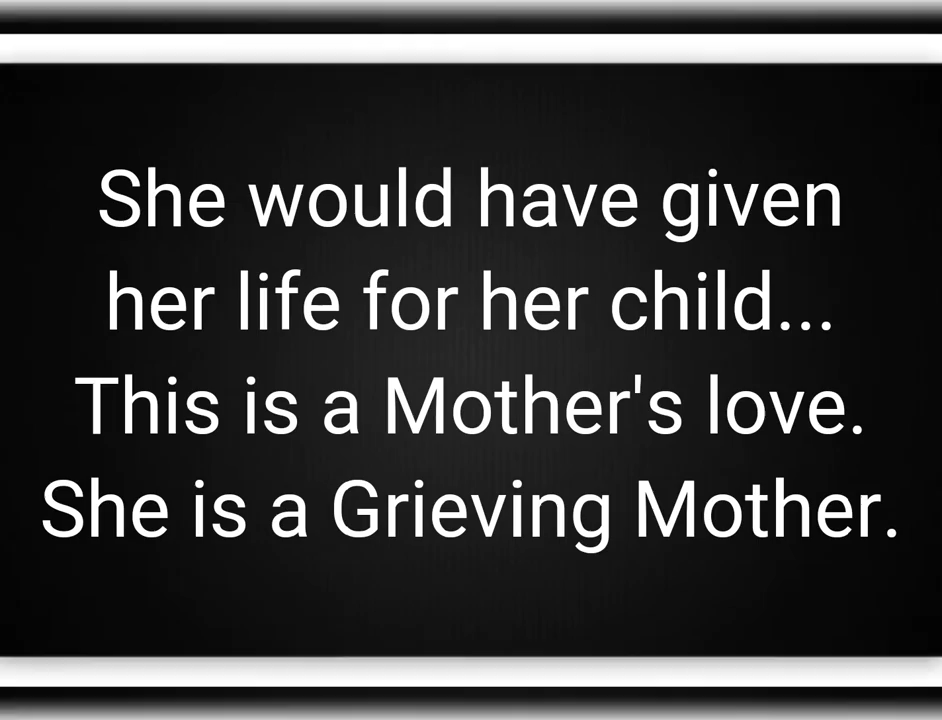 She would have given
her life for her child...
This is a Mother's love.
She is a Grieving Mother.